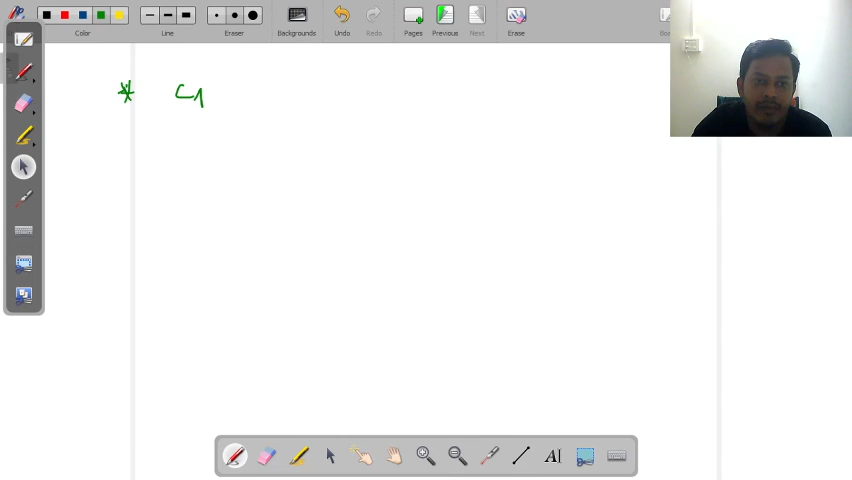 Color Line Eraser Backgrounds Undo Redo Pages Previous Next Erase
* C1